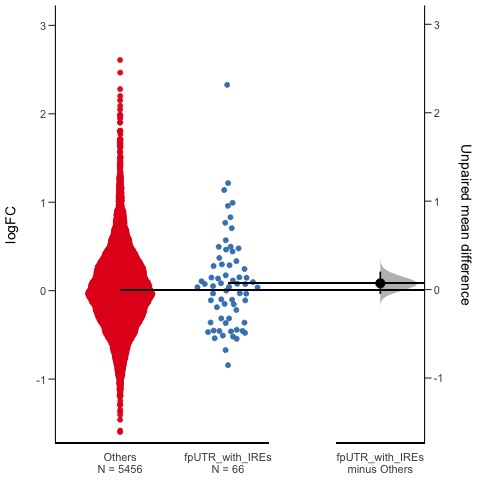 3
2
1
0
-1
logFC
Others
N = 5456
fpUTR_with_IREs
N = 66
3
2
1
0
-1
Unpaired mean difference
fpUTR_with_IREs
minus Others